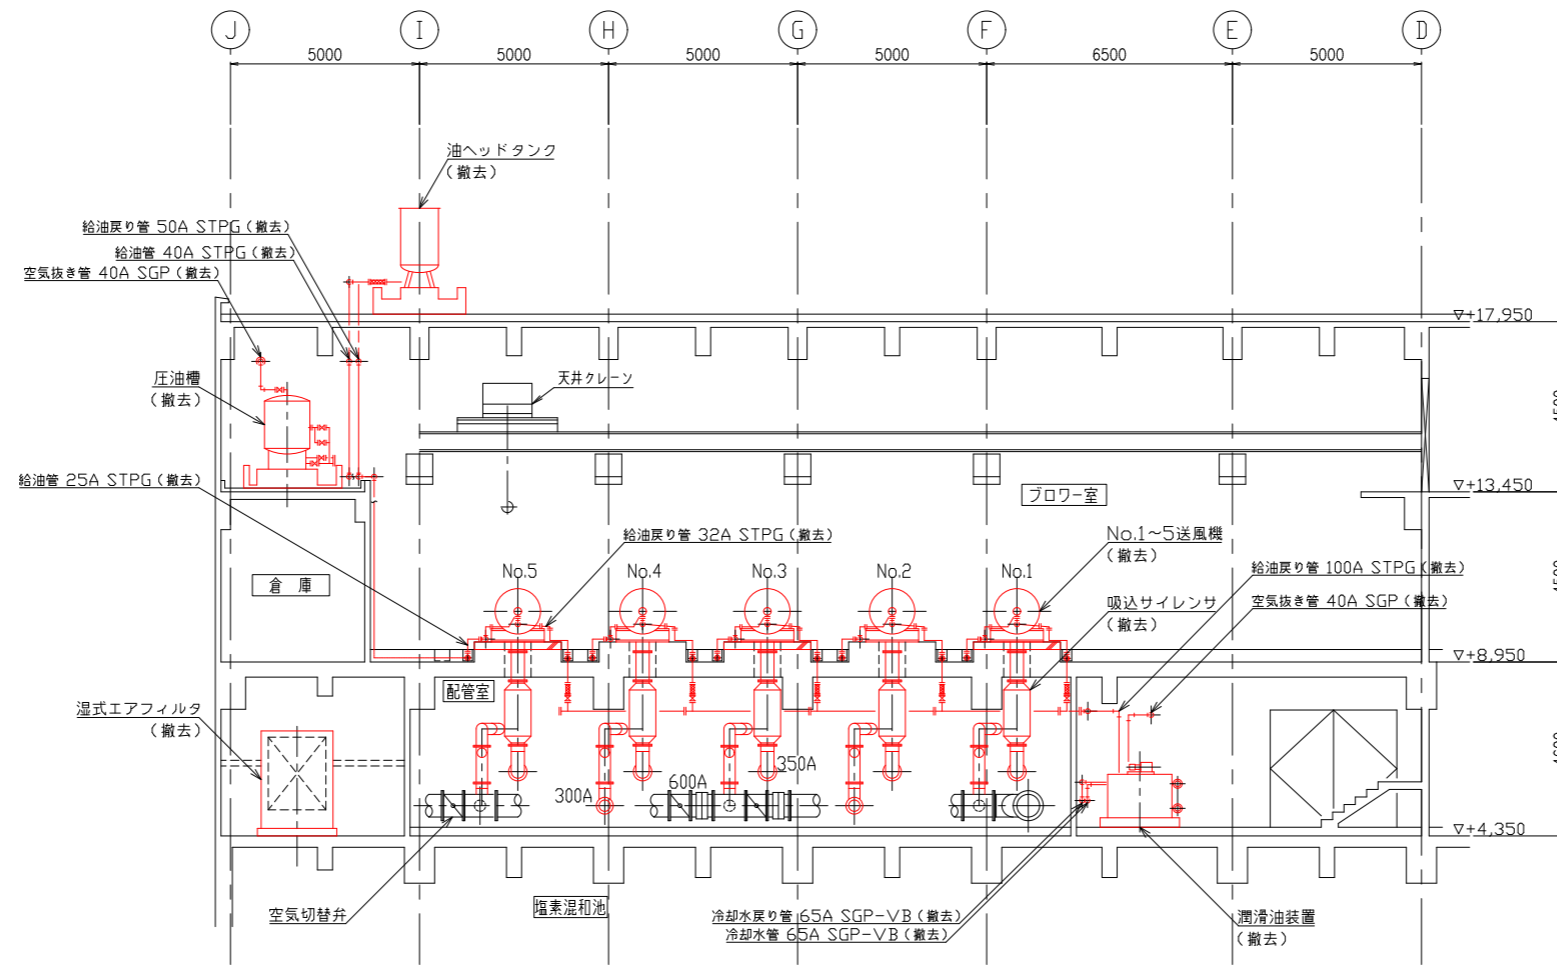 J I H G F E D
5000 5000 5000 5000 6500 5000
油ヘッドタンク
（撤去）
給油戻り管 50A STPG（撤去）
給油管 40A STPG（撤去）
空気抜き管 40A SGP（撤去）
▽+17,950
圧油槽
（撤去）
天井クレーン
4500
給油管 25A STPG（撤去）
ブロワー室
▽+13,450
給油戻り管 32A STPG（撤去）
No.1~5送風機
（撤去）
給油戻り管 100A STPG（撤去）
倉 庫
No.5 No.4 No.3 No.2 No.1
4500
吸込サイレンサ
（撤去）
空気抜き管 40A SGP（撤去）
▽+8,950
配管室
湿式エアフィルタ
（撤去）
4600
350A
600A
300A
▽+4,350
空気切替弁
塩素混和池
冷却水戻り管 65A SGP-VB（撤去）
冷却水管 65A SGP-VB（撤去）
潤滑油装置
（撤去）